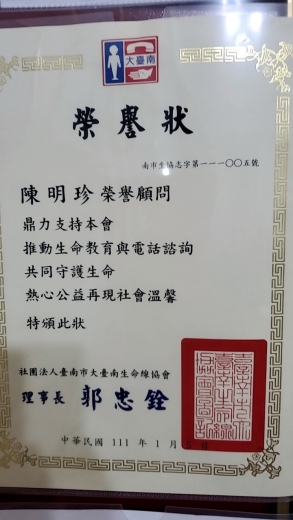 大臺南
榮譽狀
南市生協志字第一一一〇〇五號
陳明珍榮譽顧問
鼎力支持本會
推動生命教育與電話諮詢
共同守護生命
熱心公益再現社會溫馨
特頒此狀
社團法人臺南市大臺南生命線協會
理事長 郭忠銓
中華民國 111 年 1 月 5 日